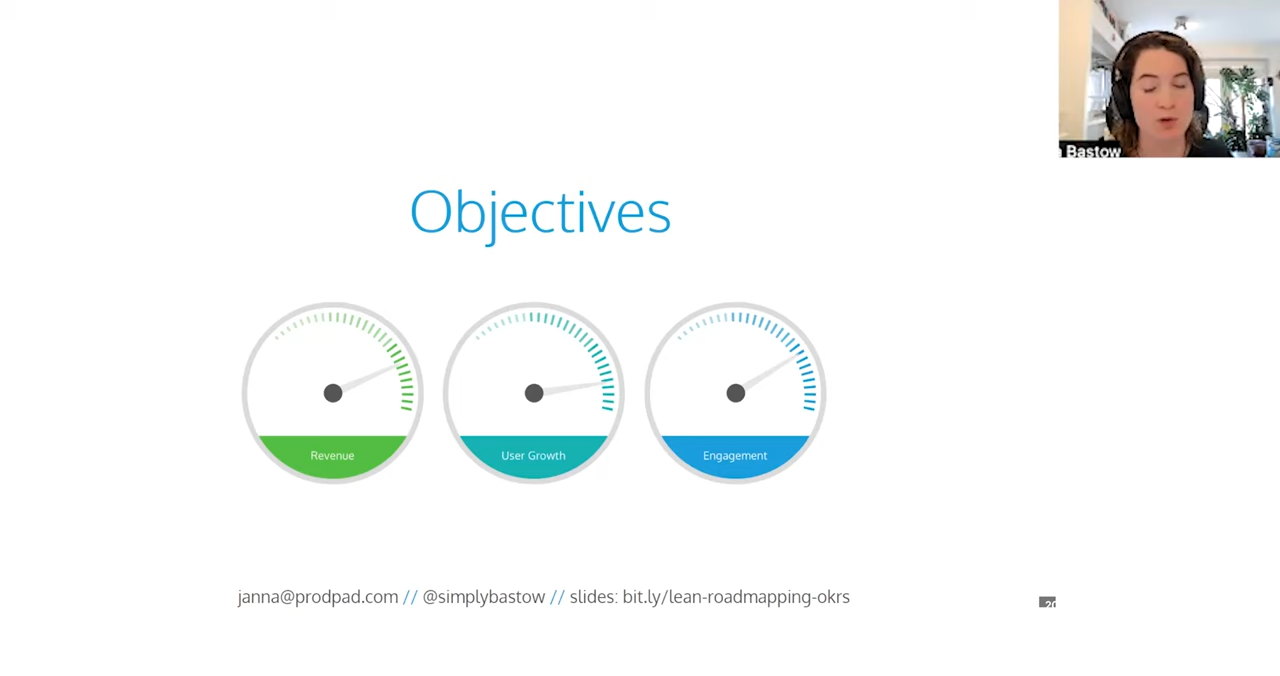 Bastow
Objectives
Revenue
User Growth
Engagement
janna@prodpad.com // @simplybastow // slides: bit.ly/lean-roadmapping-okrs